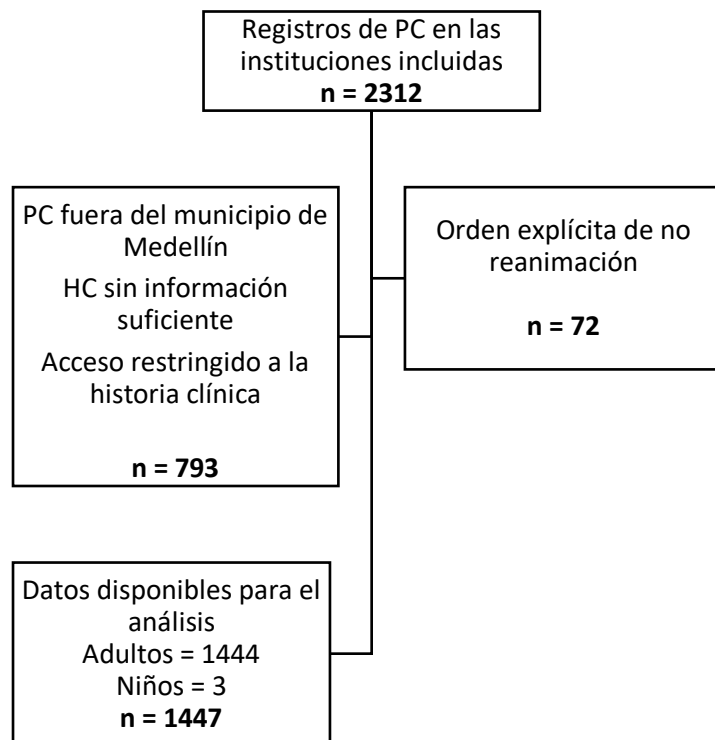 Registros de PC en las
instituciones incluidas
n = 2312
PC fuera del municipio de
Medellín
HC sin información
suficiente
Acceso restringido a la
historia clínica
n = 793
Orden explícita de no
reanimación
n = 72
Datos disponibles para el
análisis
Adultos = 1444
Niños = 3
n = 1447